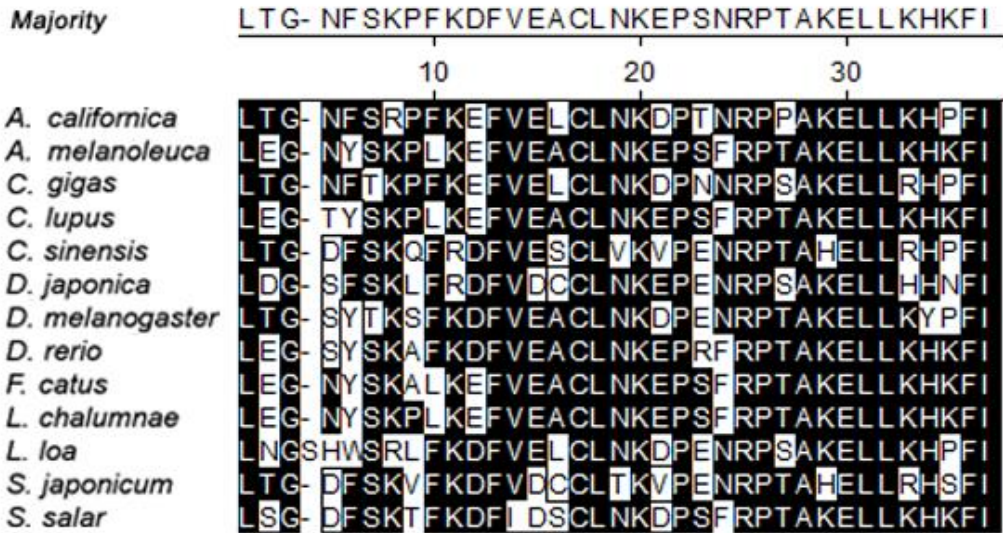 Majority LTG-NFSKPFKDFVEACLNKEPSNRPTAKELLKHKFI
10 20 30
A. californica LTG-NFSRPFKEFVELCLNKDPTNRPPAKELLKHPFI
A. melanoleuca LEG-NYSKPLKEFVEACLNKEPSFRPTAKELLKHKFI
C. gigas LTG-NFTKPFKEFVELCLNKDPNNRPSAKELLRHPFI
C. lupus LEG-TYSKPLKEFVEACLNKEPSFRPTAKELLKHKFI
C. sinensis LTG-DFSKQFRDFVESCLVKVPENRPTAHELLRHPFI
D. japonica LDG-SFSKLFRDFVDCCLNKEPENRPSAKELLHHNFI
D. melanogaster LTG-SYTKSFKDFVEACLNKDPENRPTAKELLKYPFI
D. rerio LEG-SYSKAFKDFVEACLNKEPRFRPTAKELLKHKFI
F. catus LEG-NYSKALKEFVEACLNKEPSFRPTAKELLKHKFI
L. chalumnae LEG-NYSKPLKEFVEACLNKEPSFRPTAKELLKHKFI
L. loa LNGSHWSRLFKDFVELCLNKDPENRPSAKELLKHPFI
S. japonicum LTG-DFSKVFKDFVDCCLTKVPENRPTAHELLRHSFI
S. salar LSG-DFSKTFKDFIDSCLNKDPSFRPTAKELLKHKFI